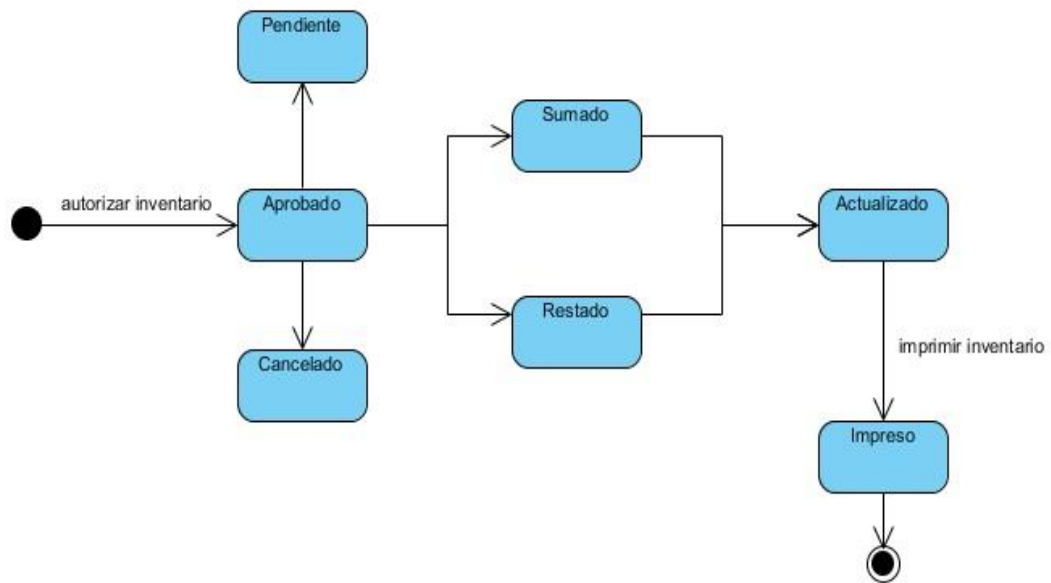 Pendiente
Sumado
autorizar inventario
Aprobado
Actualizado
Restado
imprimir inventario
Cancelado
Impreso